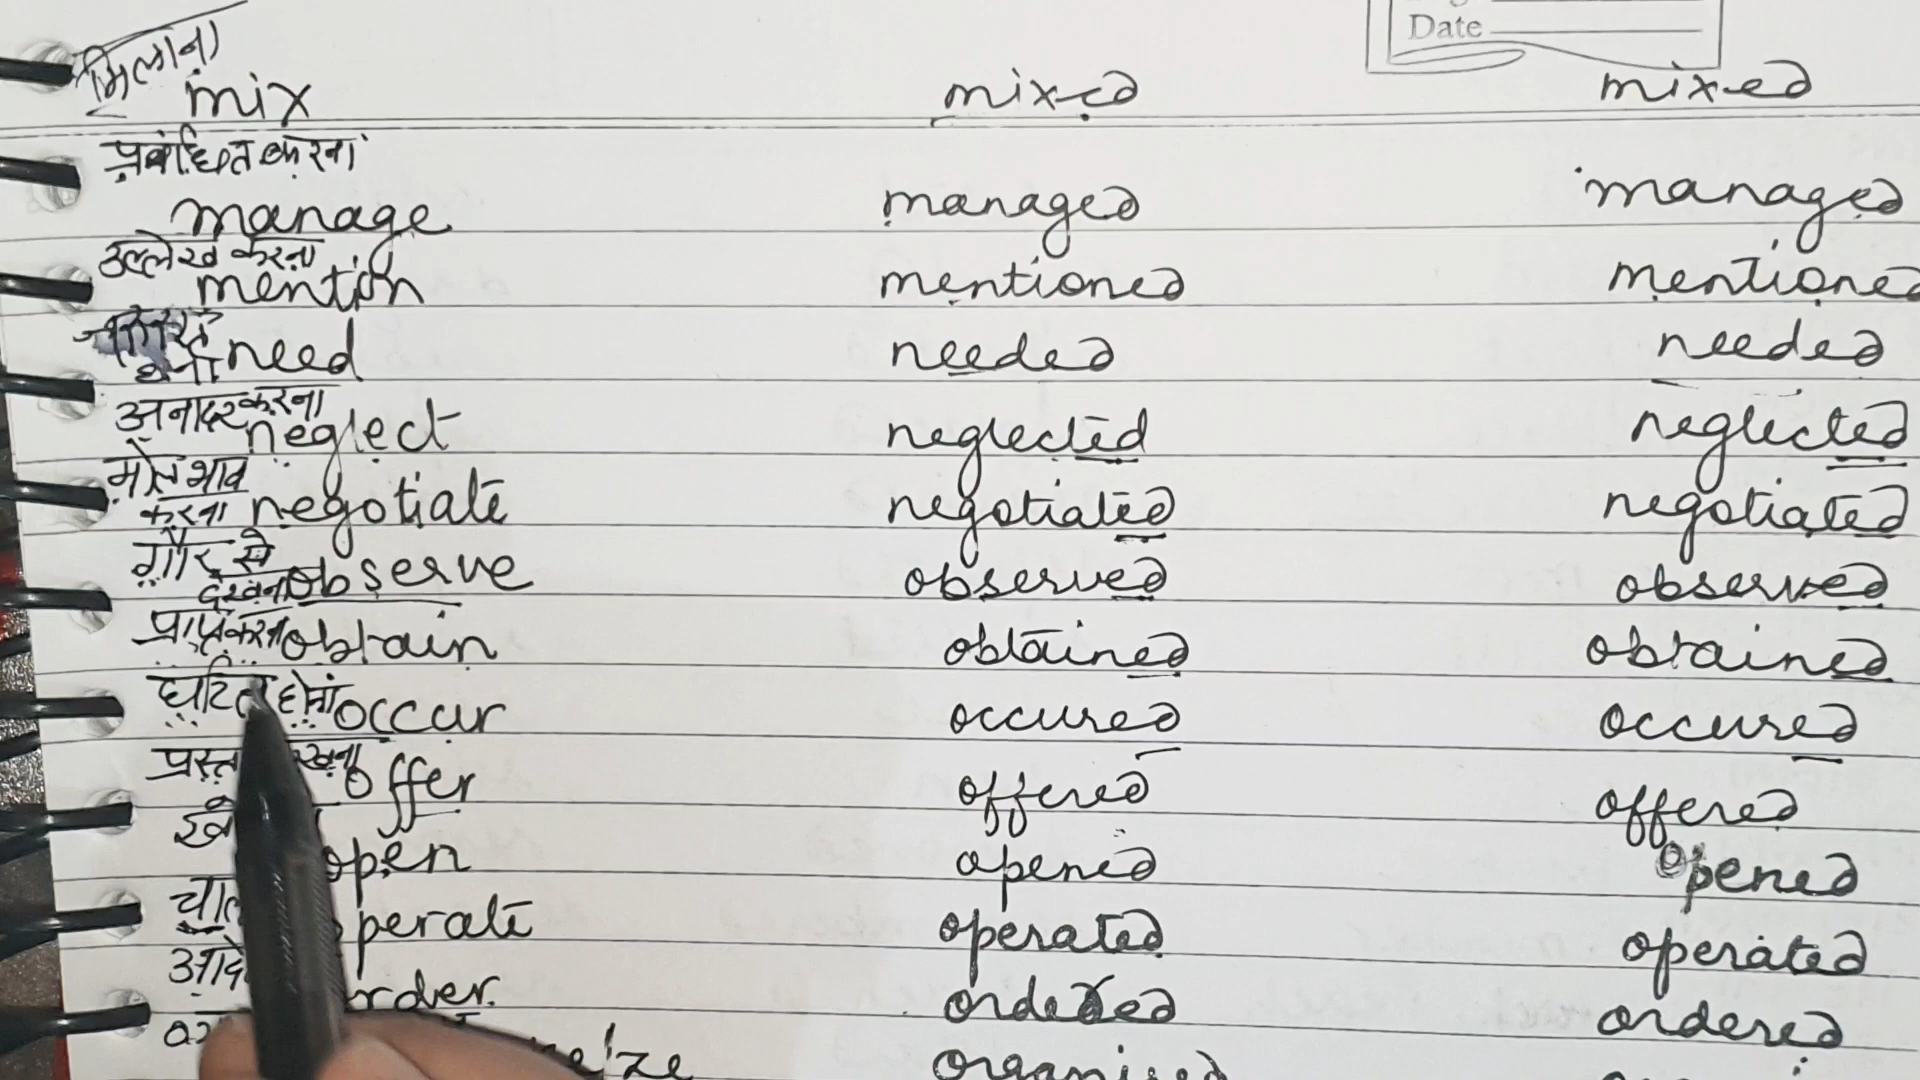 Date
मिलाना
mix mixed mixed
प्रबंधित करना
manage managed managed
उल्लेख करना
mention mentioned mentioned
need needed needed
अनादर करना
neglect neglected neglected
मोल भाव
करना negotiate negotiated negotiated
गौर से
देखना observe observed observed
प्राप्त करना obtain obtained obtained
घटित होना occur occured occured
offer offered offered
open opened opened
operated operated
ordered ordered